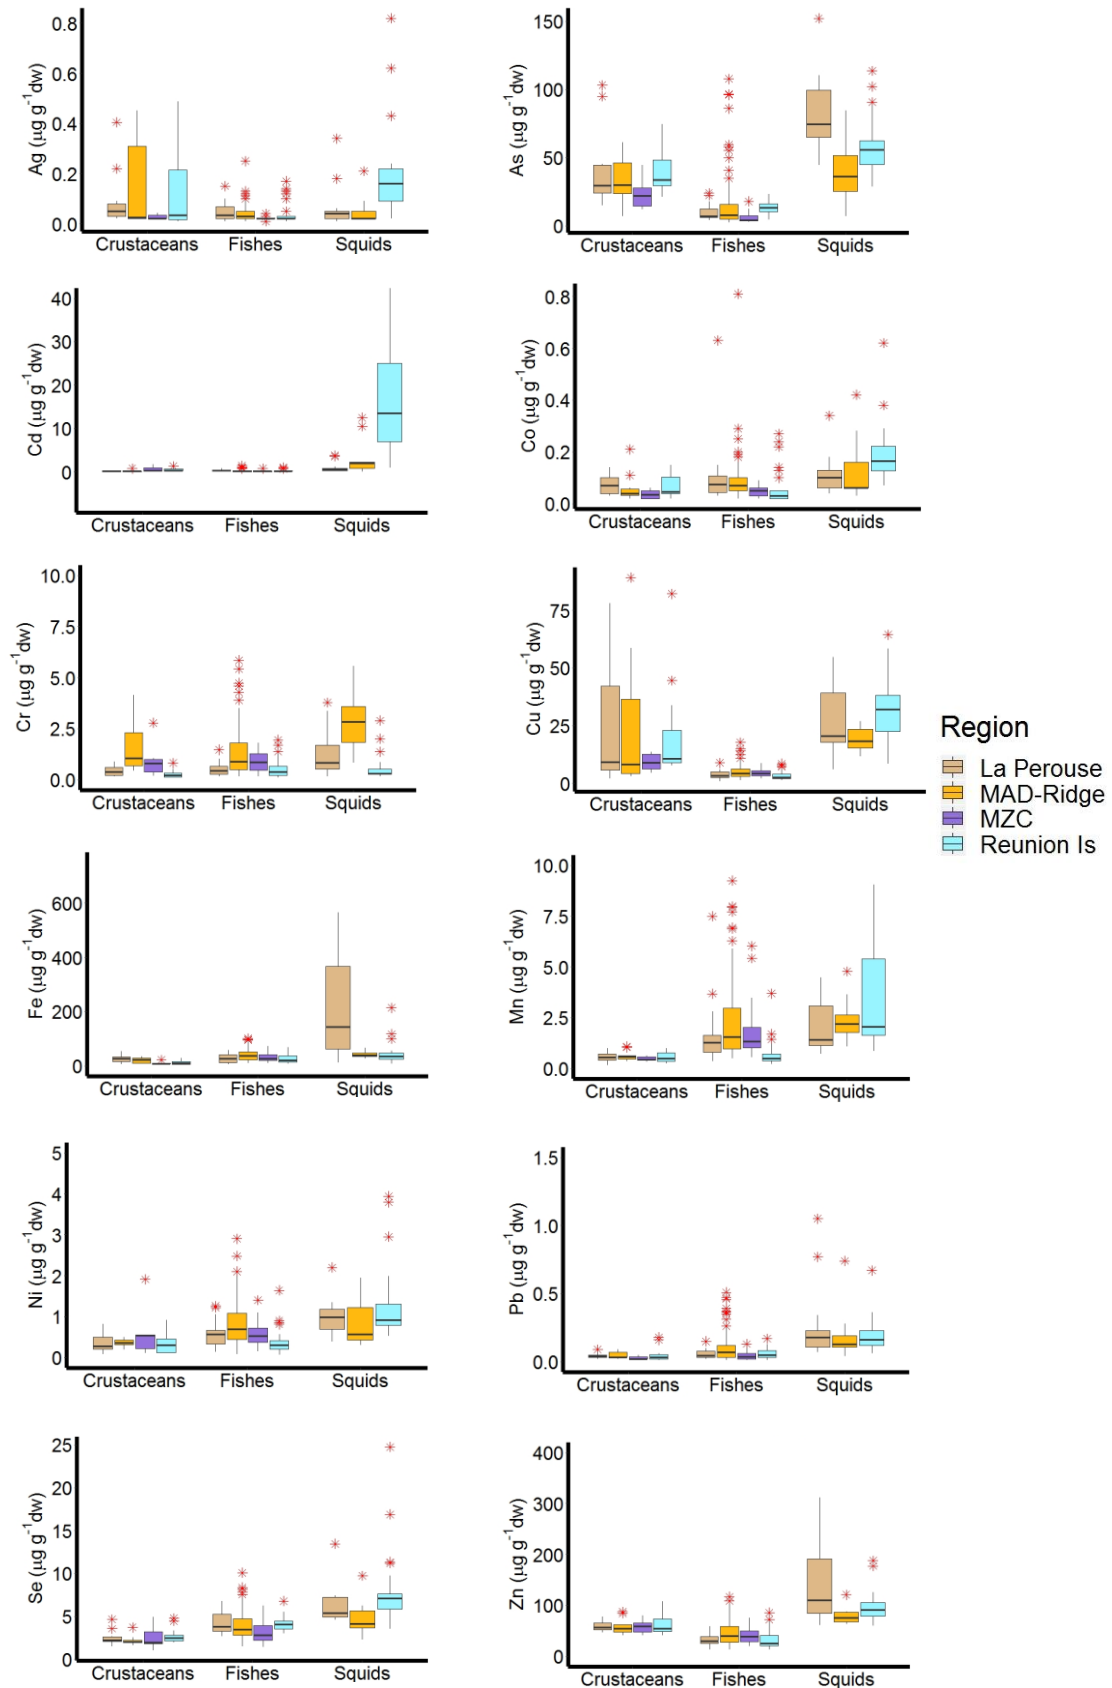 Ag (µg g⁻¹dw)
0.8
0.6
0.4
0.2
0.0
Crustaceans Fishes Squids
As (µg g⁻¹dw)
150
100
50
0
Crustaceans Fishes Squids
Cd (µg g⁻¹dw)
40
30
20
10
0
Crustaceans Fishes Squids
Co (µg g⁻¹dw)
0.8
0.6
0.4
0.2
0.0
Crustaceans Fishes Squids
Cr (µg g⁻¹dw)
10.0
7.5
5.0
2.5
0.0
Crustaceans Fishes Squids
Cu (µg g⁻¹dw)
75
50
25
0
Crustaceans Fishes Squids
Region
La Perouse
MAD-Ridge
MZC
Reunion Is
Fe (µg g⁻¹dw)
600
400
200
0
Crustaceans Fishes Squids
Mn (µg g⁻¹dw)
10.0
7.5
5.0
2.5
0.0
Crustaceans Fishes Squids
Ni (µg g⁻¹dw)
5
4
3
2
1
0
Crustaceans Fishes Squids
Pb (µg g⁻¹dw)
1.5
1.0
0.5
0.0
Crustaceans Fishes Squids
Se (µg g⁻¹dw)
25
20
15
10
5
0
Crustaceans Fishes Squids
Zn (µg g⁻¹dw)
400
300
200
100
0
Crustaceans Fishes Squids